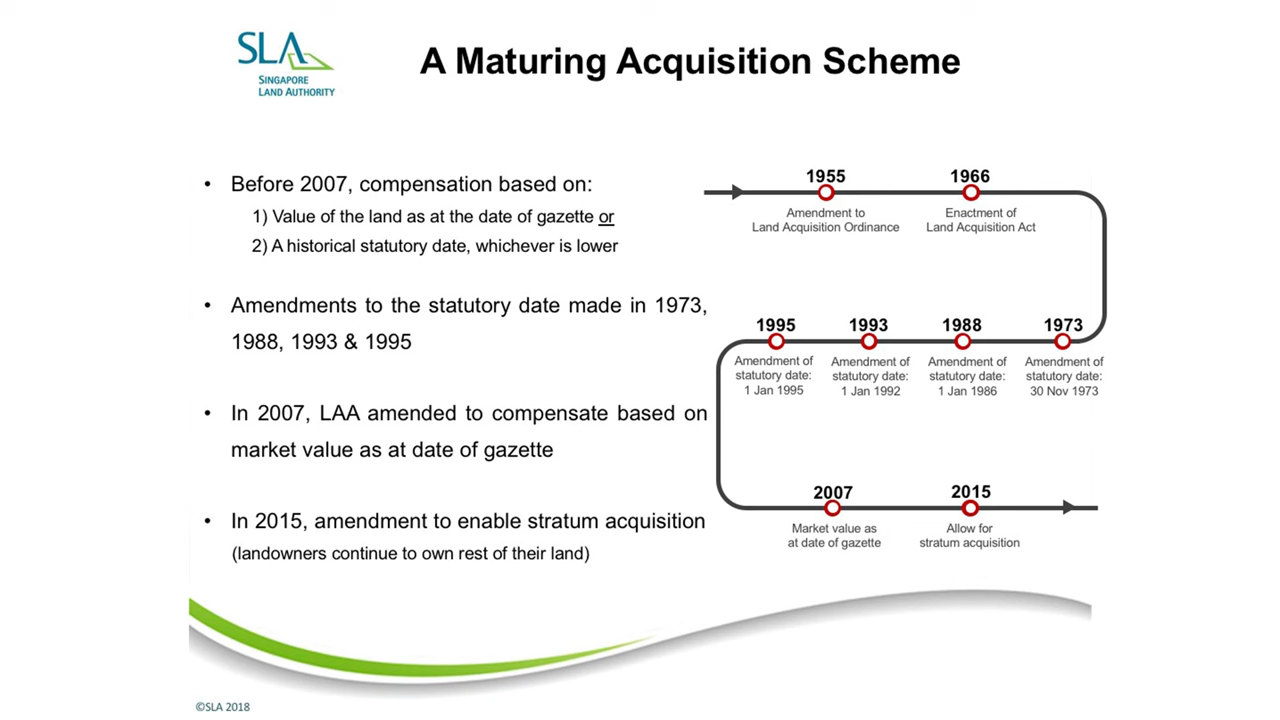 SLA
SINGAPORE
LAND AUTHORITY
A Maturing Acquisition Scheme
• Before 2007, compensation based on:
1) Value of the land as at the date of gazette or
2) A historical statutory date, whichever is lower
• Amendments to the statutory date made in 1973,
1988, 1993 & 1995
• In 2007, LAA amended to compensate based on
market value as at date of gazette
• In 2015, amendment to enable stratum acquisition
(landowners continue to own rest of their land)
1955
Amendment to
Land Acquisition Ordinance
1966
Enactment of
Land Acquisition Act
1995
Amendment of
statutory date:
1 Jan 1995
1993
Amendment of
statutory date:
1 Jan 1992
1988
Amendment of
statutory date:
1 Jan 1986
1973
Amendment of
statutory date:
30 Nov 1973
2007
Market value as
at date of gazette
2015
Allow for
stratum acquisition
©SLA 2018